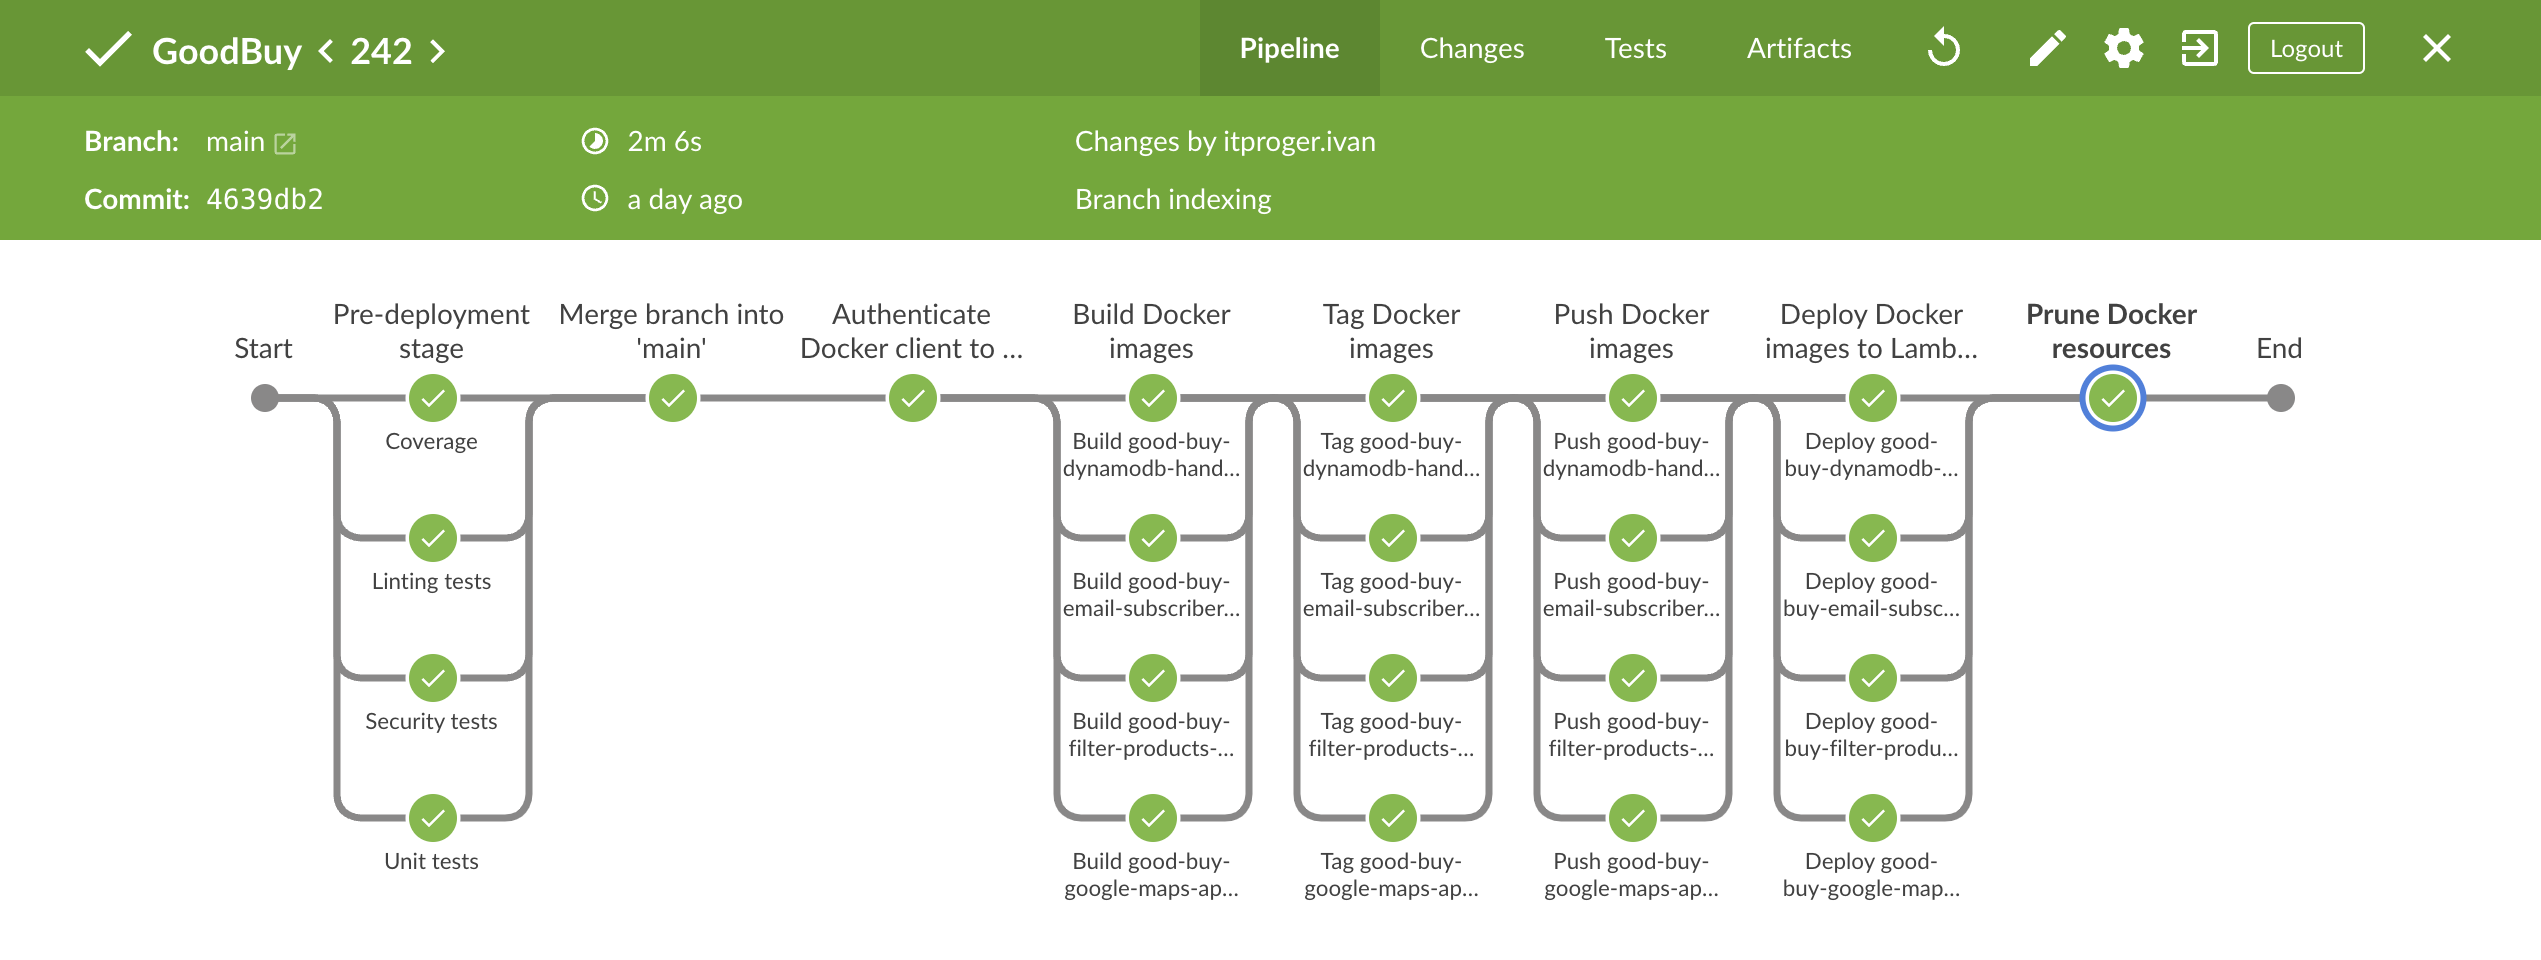 GoodBuy < 242 >
Pipeline
Changes
Tests
Artifacts
Logout
Branch: main
2m 6s
Changes by itproger.ivan
Commit: 4639db2
a day ago
Branch indexing
Start
Pre-deployment
stage
Merge branch into
'main'
Authenticate
Docker client to ...
Build Docker
images
Tag Docker
images
Push Docker
images
Deploy Docker
images to Lamb...
Prune Docker
resources
End
Coverage
Linting tests
Security tests
Unit tests
Build good-buy-
dynamodb-hand...
Build good-buy-
email-subscriber...
Build good-buy-
filter-products-...
Build good-buy-
google-maps-ap...
Tag good-buy-
dynamodb-hand...
Tag good-buy-
email-subscriber...
Tag good-buy-
filter-products-...
Tag good-buy-
google-maps-ap...
Push good-buy-
dynamodb-hand...
Push good-buy-
email-subscriber...
Push good-buy-
filter-products-...
Push good-buy-
google-maps-ap...
Deploy good-
buy-dynamodb-...
Deploy good-
buy-email-subsc...
Deploy good-
buy-filter-produ...
Deploy good-
buy-google-map...